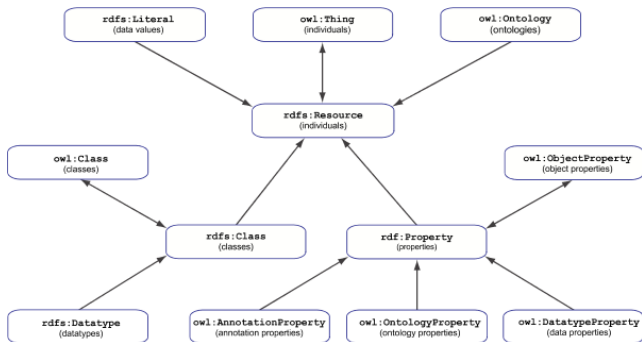 rdfs:Literal
(data values)
owl:Thing
(individuals)
owl:Ontology
(ontologies)
rdfs:Resource
(individuals)
owl:Class
(classes)
owl:ObjectProperty
(object properties)
rdfs:Class
(classes)
rdf:Property
(properties)
rdfs:Datatype
(datatypes)
owl:AnnotationProperty
(annotation properties)
owl:OntologyProperty
(ontology properties)
owl:DatatypeProperty
(data properties)